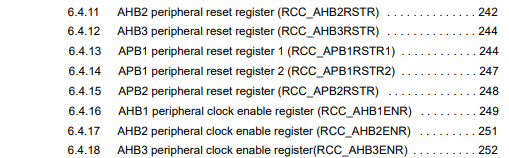 6.4.11 AHB2 peripheral reset register (RCC_AHB2RSTR) . . . . . . . . . . . . . 242
6.4.12 AHB3 peripheral reset register (RCC_AHB3RSTR) . . . . . . . . . . . . . 244
6.4.13 APB1 peripheral reset register 1 (RCC_APB1RSTR1) . . . . . . . . . . . 244
6.4.14 APB1 peripheral reset register 2 (RCC_APB1RSTR2) . . . . . . . . . . . 247
6.4.15 APB2 peripheral reset register (RCC_APB2RSTR) . . . . . . . . . . . . . 248
6.4.16 AHB1 peripheral clock enable register (RCC_AHB1ENR) . . . . . . . . . 249
6.4.17 AHB2 peripheral clock enable register (RCC_AHB2ENR) . . . . . . . . . 251
6.4.18 AHB3 peripheral clock enable register(RCC_AHB3ENR) . . . . . . . . . 252